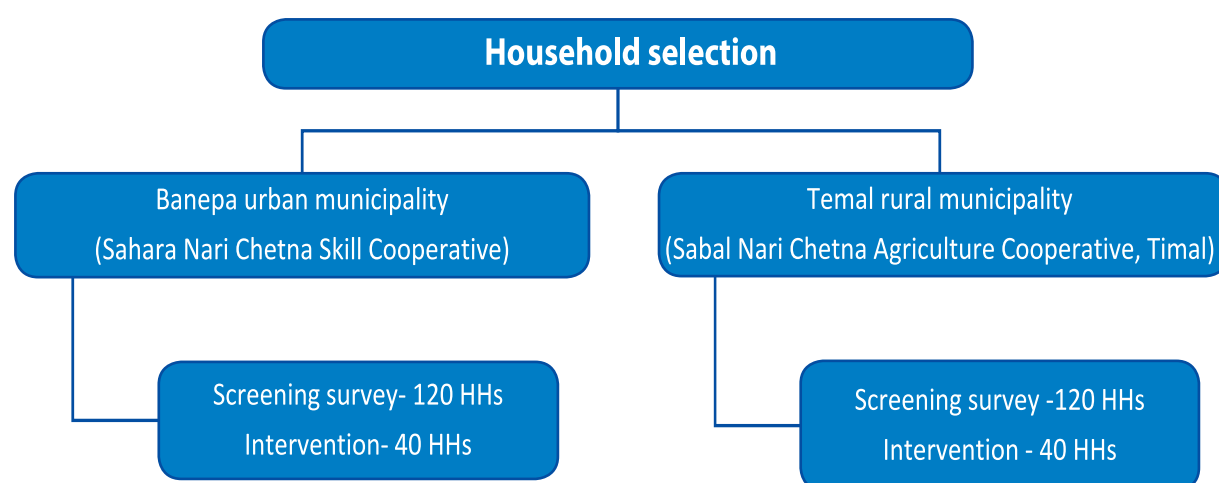 Household selection
Banepa urban municipality
(Sahara Nari Chetna Skill Cooperative)
Temal rural municipality
(Sabal Nari Chetna Agriculture Cooperative, Timal)
Screening survey- 120 HHs
Intervention- 40 HHs
Screening survey -120 HHs
Intervention - 40 HHs